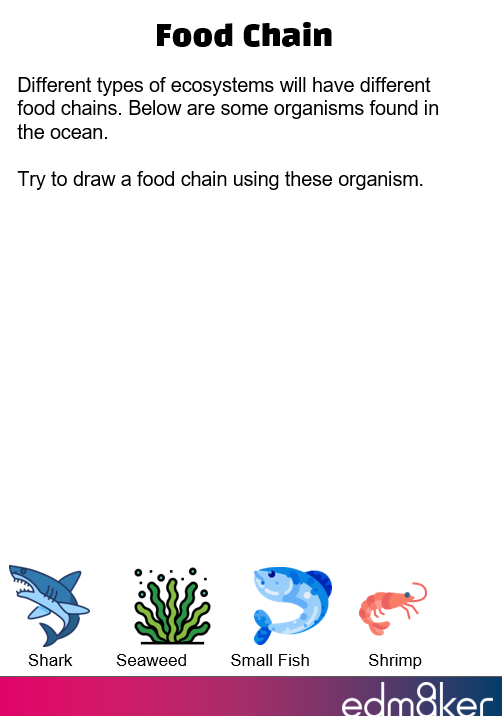 Food Chain
Different types of ecosystems will have different
food chains. Below are some organisms found in
the ocean.
Try to draw a food chain using these organism.
Shark Seaweed Small Fish Shrimp
edm8ker